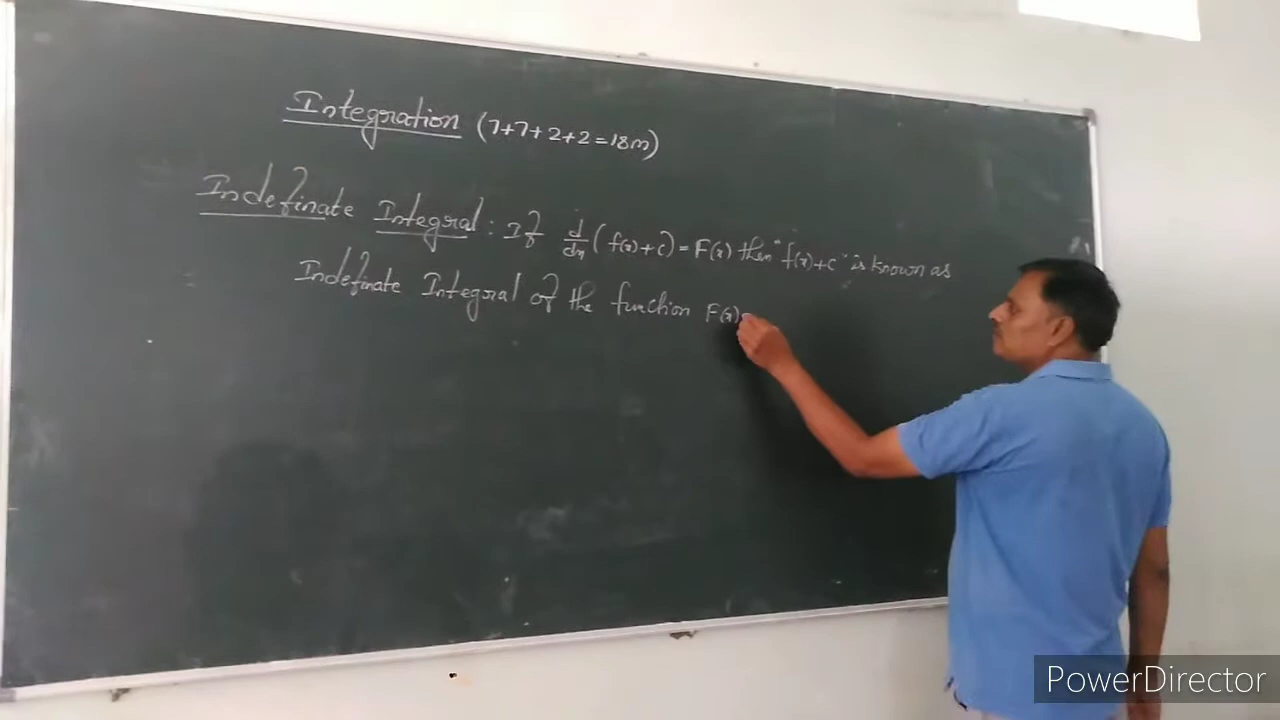 Integration (7+7+2+2=18m)
Indefinate Integral: If d/dx (f(x)+c) = F(x) then "f(x)+c" is known as
Indefinate Integral of the function F(x)
PowerDirector